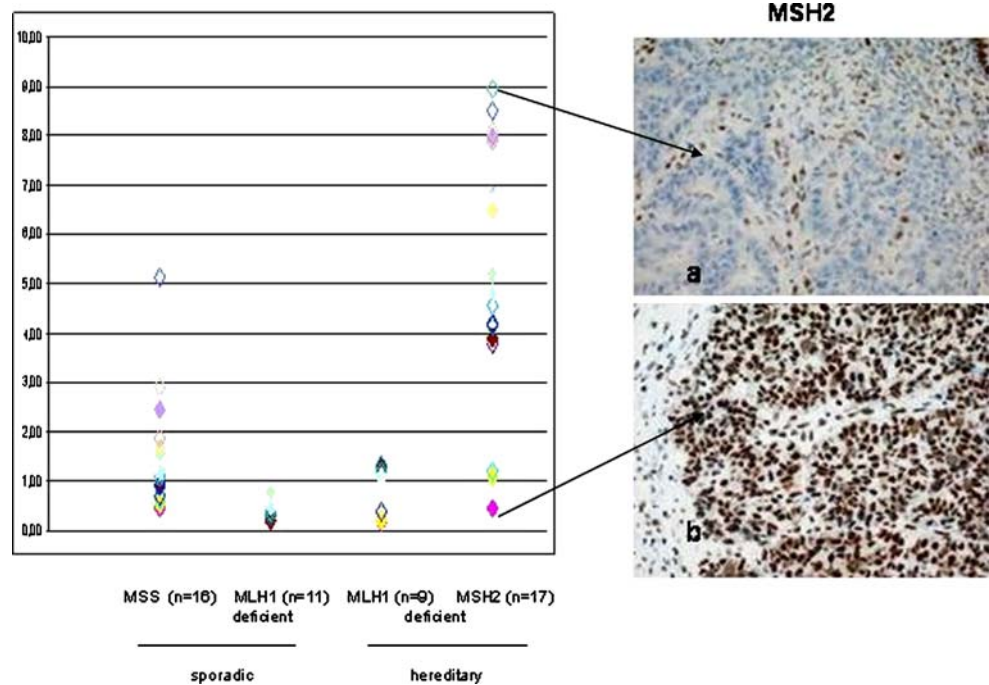 MSH2
10,00
9,00
8,00
7,00
6,00
5,00
4,00
3,00
2,00
1,00
0,00
a
b
MSS (n=16) MLH1 (n=11) MLH1 (n=9) MSH2 (n=17)
deficient deficient
sporadic hereditary